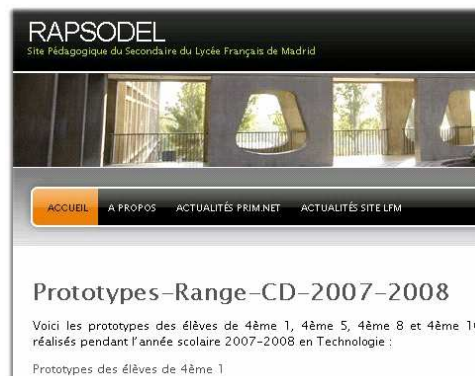 RAPSODEL
Site Pédagogique du Secondaire du Lycée Français de Madrid
ACCUEIL A PROPOS ACTUALITÉS PRIM.NET ACTUALITÉS SITE LFM
Prototypes-Range-CD-2007-2008
Voici les prototypes des élèves de 4ème 1, 4ème 5, 4ème 8 et 4ème 10
réalisés pendant l'année scolaire 2007-2008 en Technologie :
Prototypes des élèves de 4ème 1